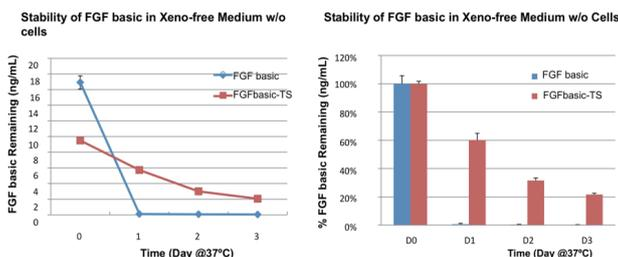 Stability of FGF basic in Xeno-free Medium w/o
cells
FGF basic Remaining (ng/mL)
20
18
16
14
12
10
8
6
4
2
0
FGF basic
FGFbasic-TS
0 1 2 3
Time (Day @37ºC)
Stability of FGF basic in Xeno-free Medium w/o Cells
% FGF basic Remaining (ng/mL)
120%
100%
80%
60%
40%
20%
0%
FGF basic
FGFbasic-TS
D0 D1 D2 D3
Time (Day @37ºC)